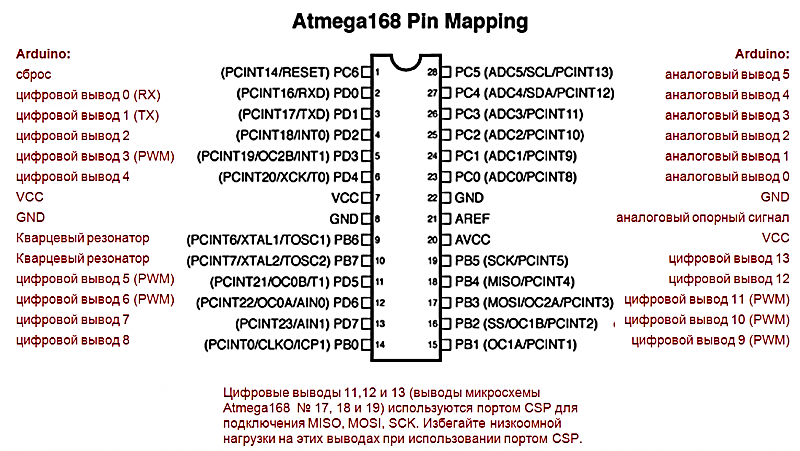 Atmega168 Pin Mapping
Arduino: Arduino:
сброс (PCINT14/RESET) PC6 1 28 PC5 (ADC5/SCL/PCINT13) аналоговый вывод 5
цифровой вывод 0 (RX) (PCINT16/RXD) PD0 2 27 PC4 (ADC4/SDA/PCINT12) аналоговый вывод 4
цифровой вывод 1 (TX) (PCINT17/TXD) PD1 3 26 PC3 (ADC3/PCINT11) аналоговый вывод 3
цифровой вывод 2 (PCINT18/INT0) PD2 4 25 PC2 (ADC2/PCINT10) аналоговый вывод 2
цифровой вывод 3 (PWM) (PCINT19/OC2B/INT1) PD3 5 24 PC1 (ADC1/PCINT9) аналоговый вывод 1
цифровой вывод 4 (PCINT20/XCK/T0) PD4 6 23 PC0 (ADC0/PCINT8) аналоговый вывод 0
VCC VCC 7 22 GND GND
GND GND 8 21 AREF аналоговый опорный сигнал
Кварцевый резонатор (PCINT6/XTAL1/TOSC1) PB6 9 20 AVCC VCC
Кварцевый резонатор (PCINT7/XTAL2/TOSC2) PB7 10 19 PB5 (SCK/PCINT5) цифровой вывод 13
цифровой вывод 5 (PWM) (PCINT21/OC0B/T1) PD5 11 18 PB4 (MISO/PCINT4) цифровой вывод 12
цифровой вывод 6 (PWM) (PCINT22/OC0A/AIN0) PD6 12 17 PB3 (MOSI/OC2A/PCINT3) цифровой вывод 11 (PWM)
цифровой вывод 7 (PCINT23/AIN1) PD7 13 16 PB2 (SS/OC1B/PCINT2) цифровой вывод 10 (PWM)
цифровой вывод 8 (PCINT0/CLKO/ICP1) PB0 14 15 PB1 (OC1A/PCINT1) цифровой вывод 9 (PWM)
Цифровые выводы 11,12 и 13 (выводы микросхемы
Atmega168 № 17, 18 и 19) используются портом CSP для
подключения MISO, MOSI, SCK. Избегайте низкоомной
нагрузки на этих выводах при использовании портом CSP.